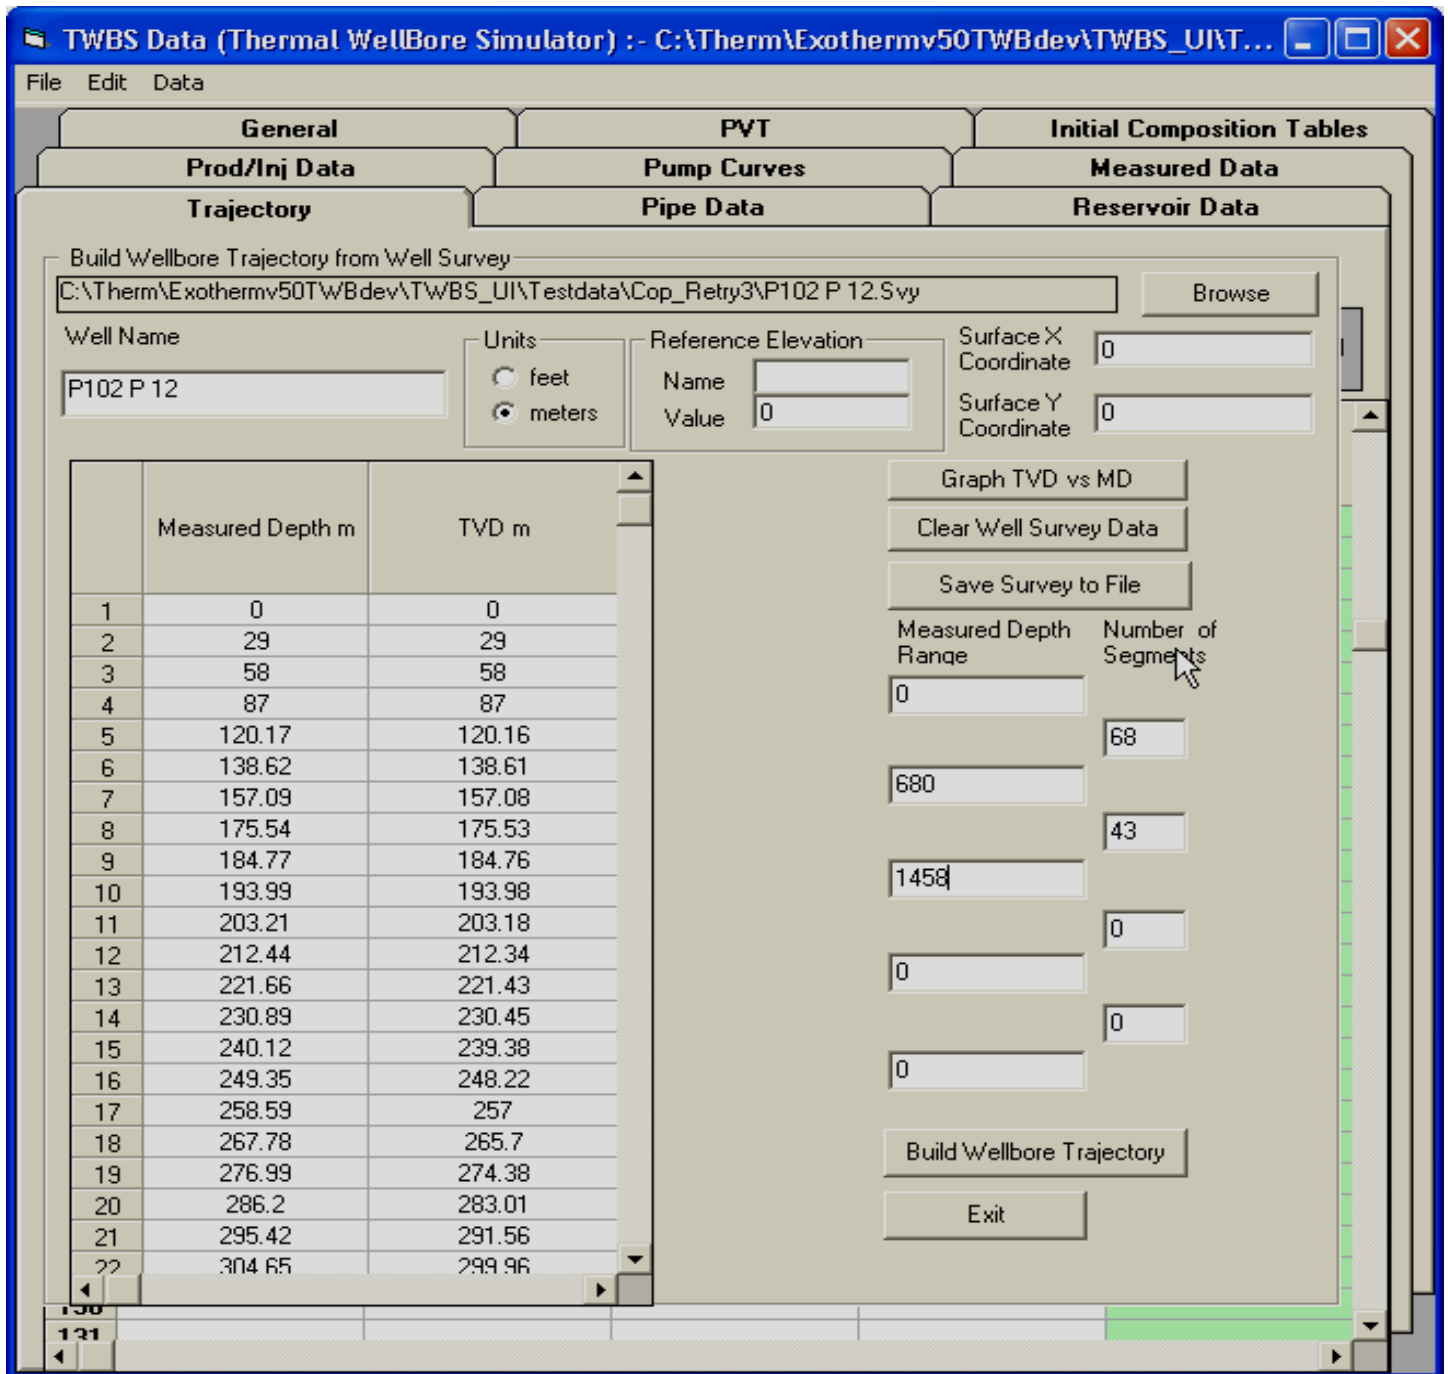 TWBS Data (Thermal WellBore Simulator) :- C:\Therm\Exothermv50TWBdev\TWBS_UI\T...
File Edit Data
General PVT Initial Composition Tables
Prod/Inj Data Pump Curves Measured Data
Trajectory Pipe Data Reservoir Data
Build Wellbore Trajectory from Well Survey
C:\Therm\Exothermv50TWBdev\TWBS_UI\Testdata\Cop_Retry3\P102 P 12.Svy
Browse
Well Name
P102 P 12
Units
feet
meters
Reference Elevation
Name
Value 0
Surface X
Coordinate 0
Surface Y
Coordinate 0
Measured Depth m TVD m
1 0 0
2 29 29
3 58 58
4 87 87
5 120.17 120.16
6 138.62 138.61
7 157.09 157.08
8 175.54 175.53
9 184.77 184.76
10 193.99 193.98
11 203.21 203.18
12 212.44 212.34
13 221.66 221.43
14 230.89 230.45
15 240.12 239.38
16 249.35 248.22
17 258.59 257
18 267.78 265.7
19 276.99 274.38
20 286.2 283.01
21 295.42 291.56
22 304.65 299.96
Graph TVD vs MD
Clear Well Survey Data
Save Survey to File
Measured Depth
Range
Number of
Segments
0
68
680
43
1458
0
0
0
0
Build Wellbore Trajectory
Exit
130
131